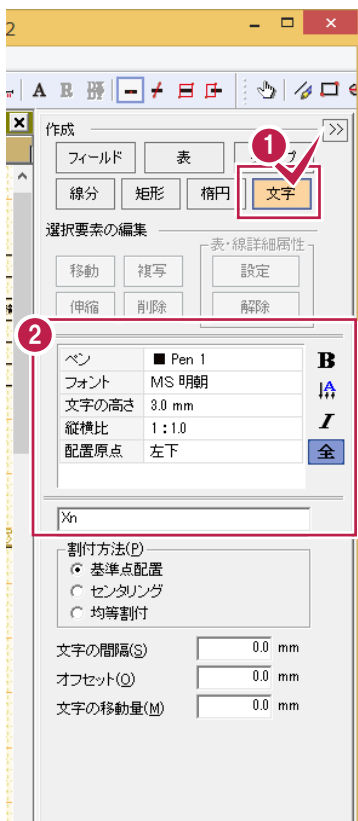 2
A B
作成
1
フィールド 表 プ
線分 矩形 楕円 文字
選択要素の編集
表・線詳細属性
移動 複写 設定
伸縮 削除 解除
2
ペン Pen 1 B
フォント MS 明朝 A
文字の高さ 3.0 mm
縦横比 1：1.0 I
配置原点 左下 全
Xn
割付方法(P)
基準点配置
センタリング
均等割付
文字の間隔(S) 0.0 mm
オフセット(O) 0.0 mm
文字の移動量(M) 0.0 mm